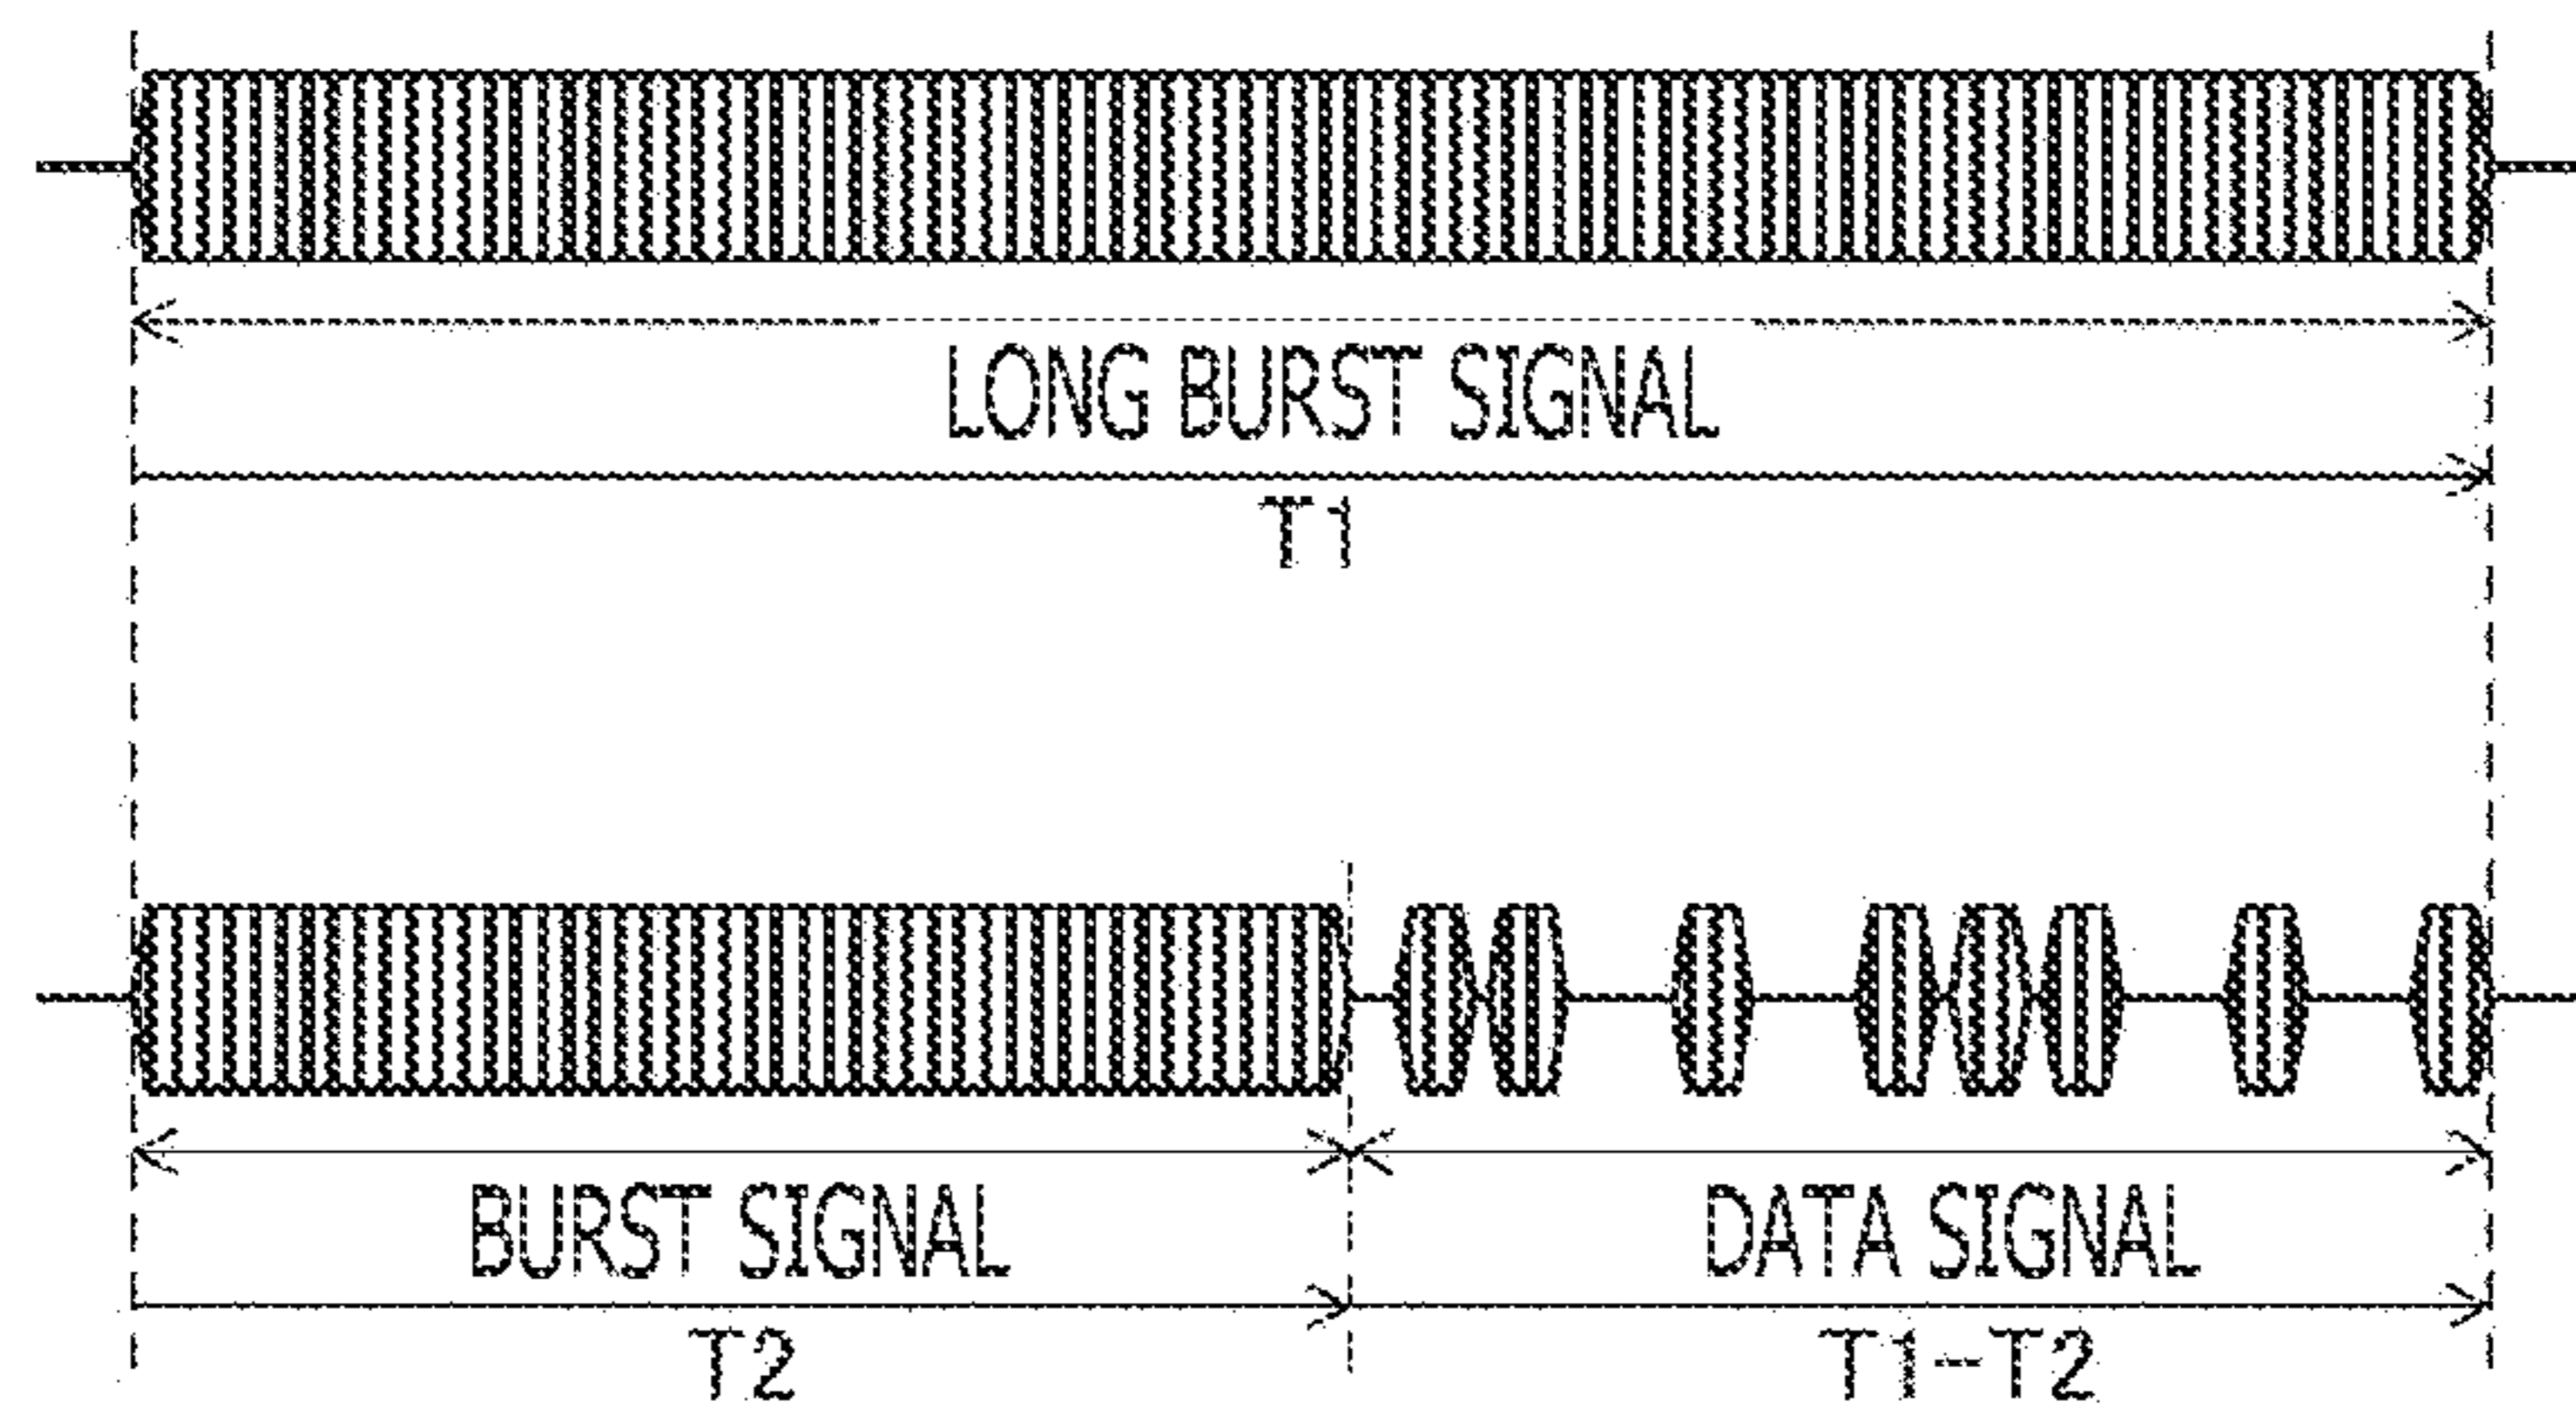 LONG BURST SIGNAL
T1
BURST SIGNAL
DATA SIGNAL
T2
T1-T2